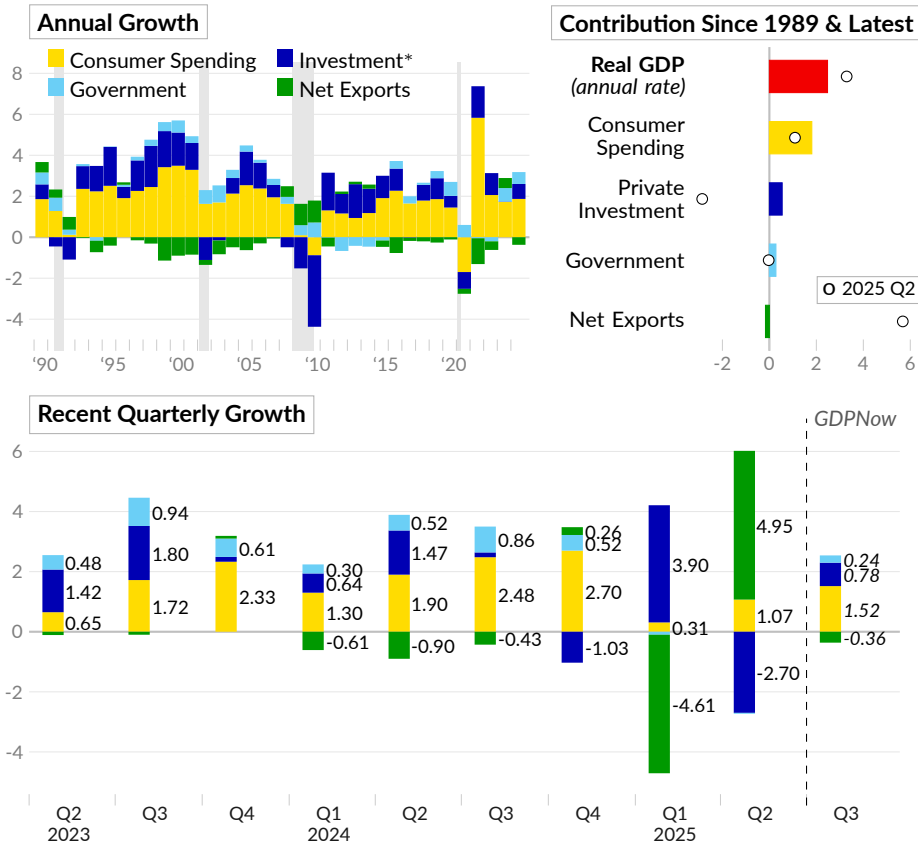 Annual Growth
Consumer Spending
Investment*
Government
Net Exports
8
6
4
2
0
-2
-4
‘90
‘95
‘00
‘05
‘10
‘15
‘20
Contribution Since 1989 & Latest
Real GDP
(annual rate)
Consumer
Spending
Private
Investment
Government
Net Exports
2025 Q2
-2
0
2
4
6
Recent Quarterly Growth
GDPNow
6
4
2
0
-2
-4
0.48
1.42
0.65
0.94
1.80
1.72
0.61
2.33
0.30
0.64
1.30
-0.61
0.52
1.47
1.90
-0.90
0.86
2.48
-0.43
0.26
0.52
2.70
-1.03
3.90
0.31
-4.61
4.95
1.07
-2.70
0.24
0.78
1.52
-0.36
Q2
2023
Q3
Q4
Q1
2024
Q2
Q3
Q4
Q1
2025
Q2
Q3